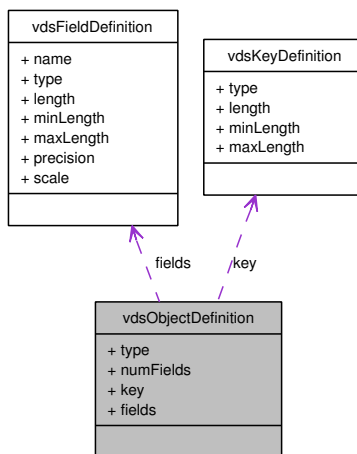 vdsFieldDefinition
+ name
+ type
+ length
+ minLength
+ maxLength
+ precision
+ scale
vdsKeyDefinition
+ type
+ length
+ minLength
+ maxLength
fields
key
vdsObjectDefinition
+ type
+ numFields
+ key
+ fields